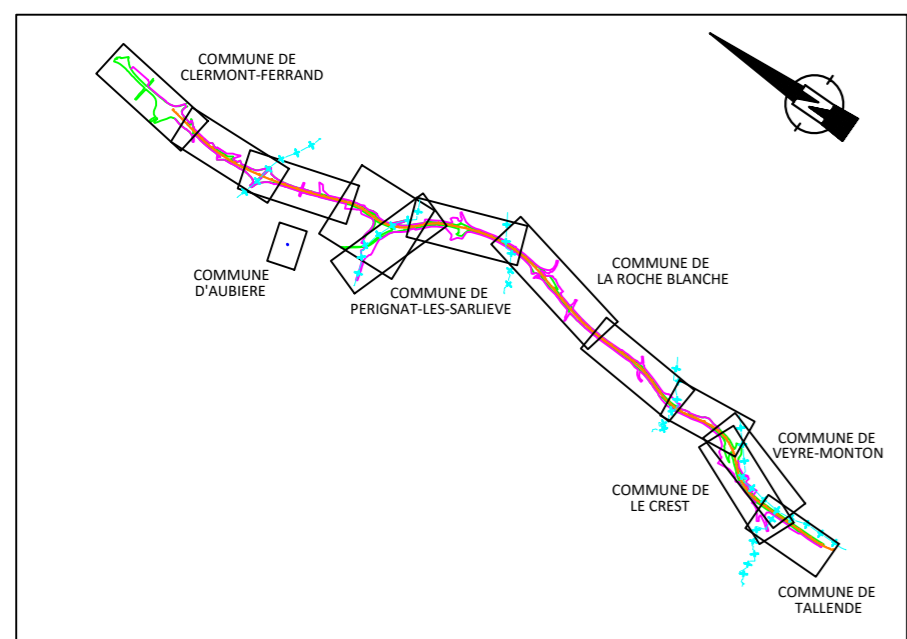 COMMUNE DE
CLERMONT-FERRAND
COMMUNE
D'AUBIERE
COMMUNE DE
PERIGNAT-LES-SARLIEVE
COMMUNE DE
LA ROCHE BLANCHE
COMMUNE DE
VEYRE-MONTON
COMMUNE DE
LE CREST
COMMUNE DE
TALLENDE